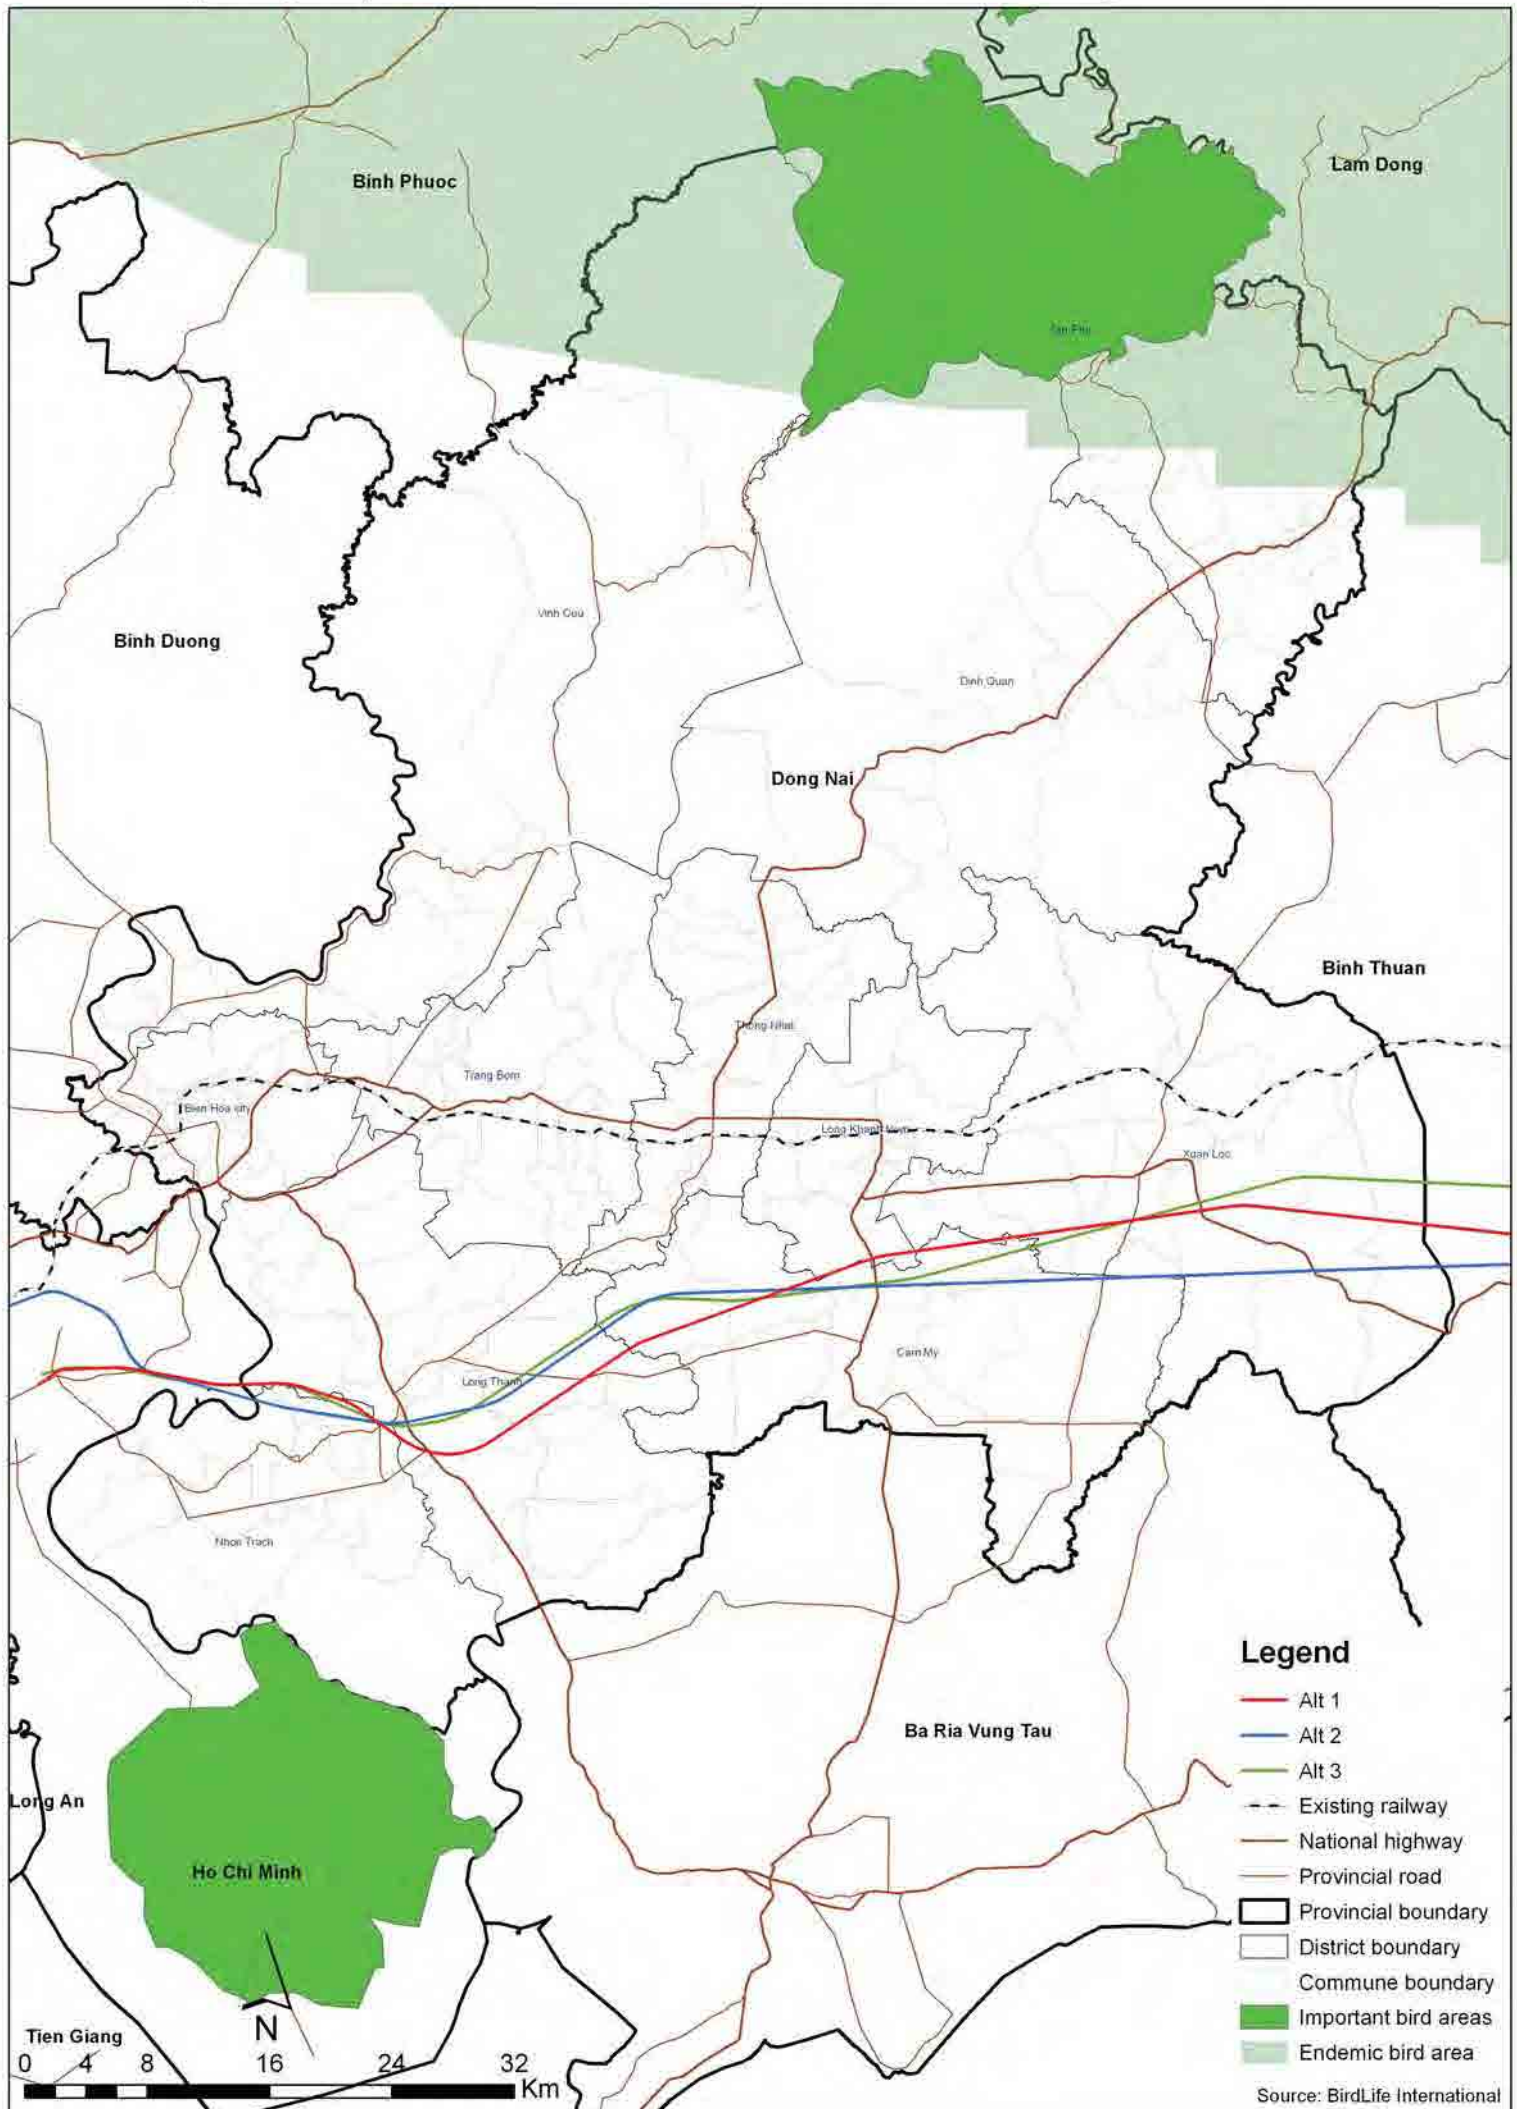 Binh Phuoc
Lam Dong
Tan Phu
Vinh Cuu
Binh Duong
Dinh Quan
Dong Nai
Binh Thuan
Thong Nhat
Trang Bom
Bien Hoa city
Long Khanh town
Xuan Loc
Cam My
Long Thanh
Nhon Trach
Legend
Alt 1
Alt 2
Alt 3
Existing railway
National highway
Provincial road
Provincial boundary
District boundary
Commune boundary
Important bird areas
Endemic bird area
Ba Ria Vung Tau
Long An
Ho Chi Minh
N
Tien Giang
0 4 8 16 24 32
Km
Source: BirdLife International